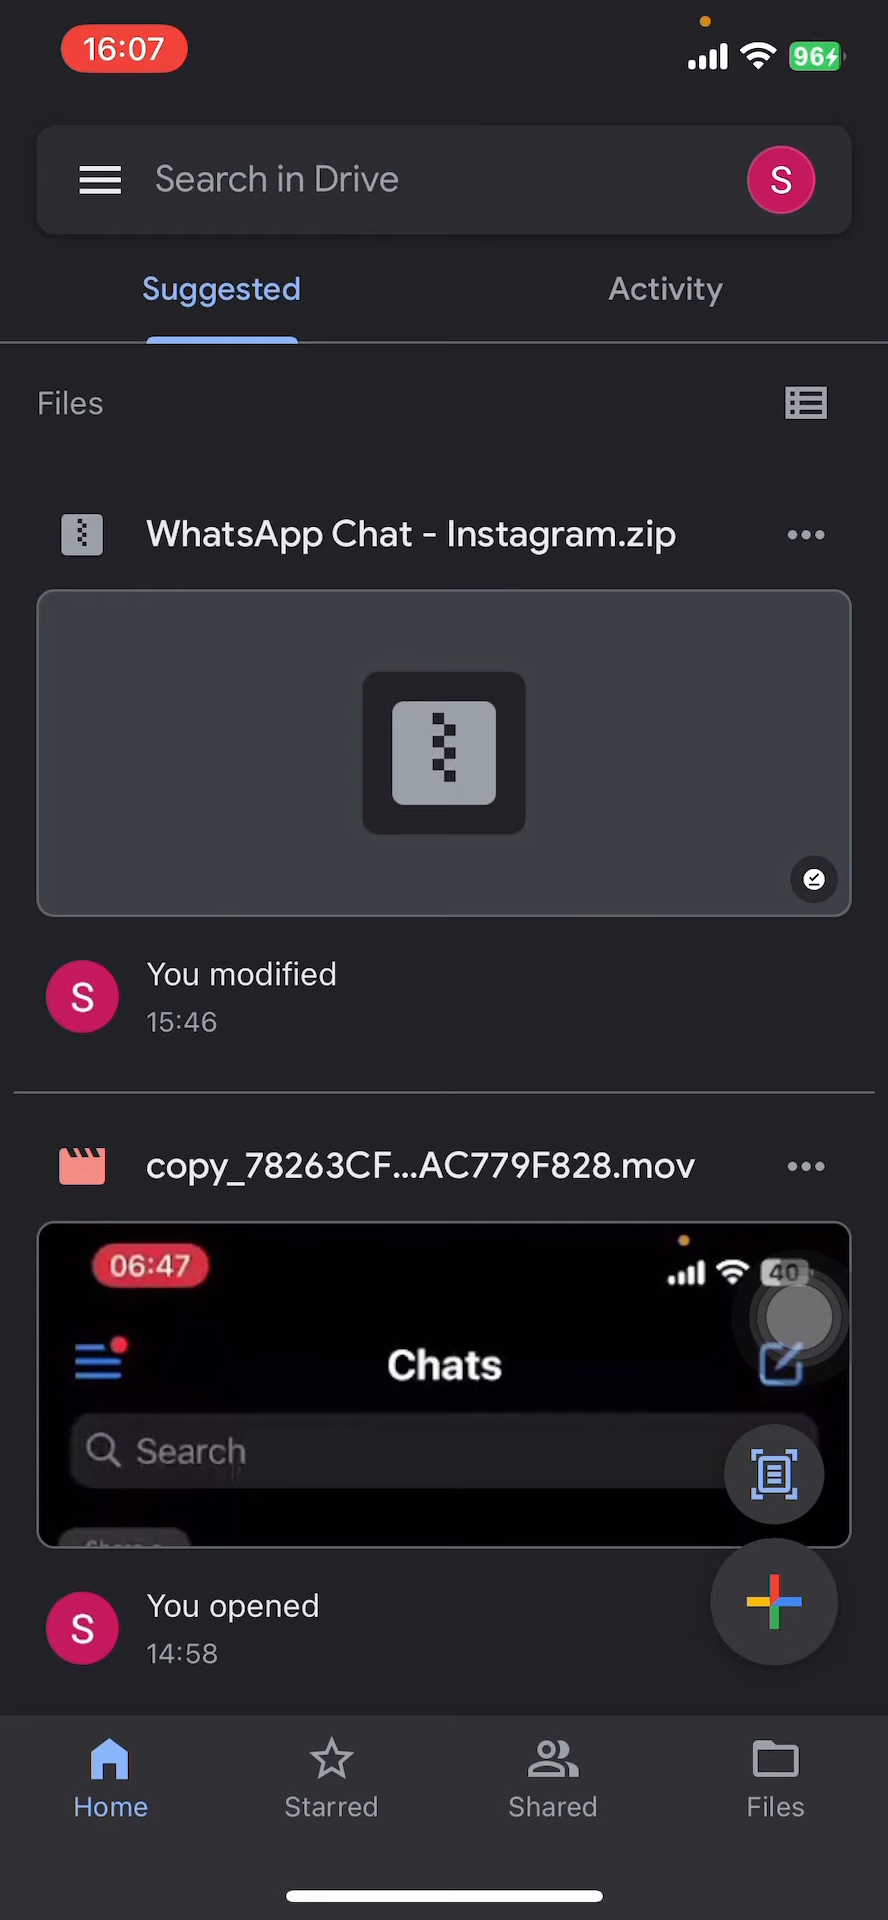 16:07
96
Search in Drive
S
Suggested
Activity
Files
WhatsApp Chat - Instagram.zip
S
You modified
15:46
copy_78263CF...AC779F828.mov
06:47
40
Chats
Search
S
You opened
14:58
Home
Starred
Shared
Files